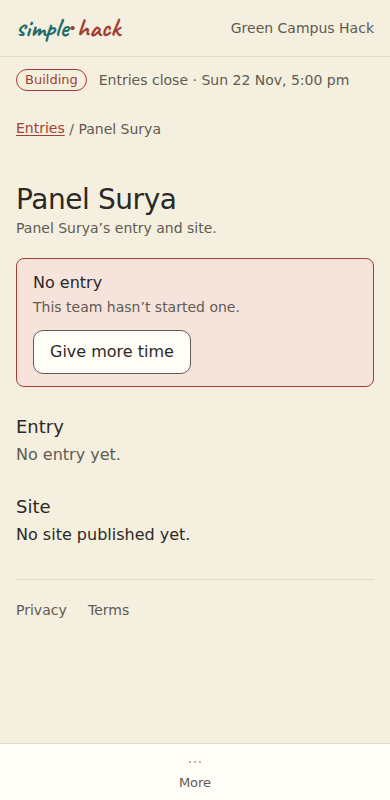 simple·hack
Green Campus Hack
Building
Entries close · Sun 22 Nov, 5:00 pm
Entries / Panel Surya
Panel Surya
Panel Surya’s entry and site.
No entry
This team hasn’t started one.
Give more time
Entry
No entry yet.
Site
No site published yet.
Privacy Terms
More